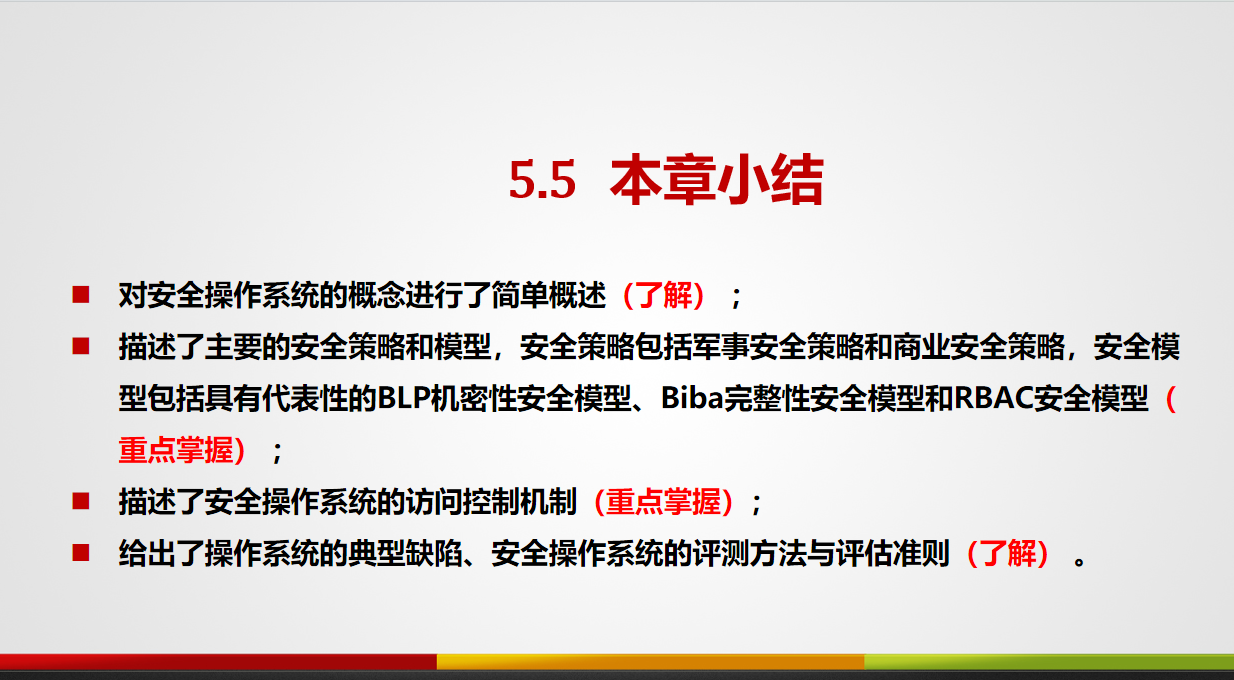 5.5 本章小结
■ 对安全操作系统的概念进行了简单概述（了解）；
■ 描述了主要的安全策略和模型，安全策略包括军事安全策略和商业安全策略，安全模
型包括具有代表性的BLP机密性安全模型、Biba完整性安全模型和RBAC安全模型（
重点掌握）；
■ 描述了安全操作系统的访问控制机制（重点掌握）；
■ 给出了操作系统的典型缺陷、安全操作系统的评测方法与评估准则（了解）。